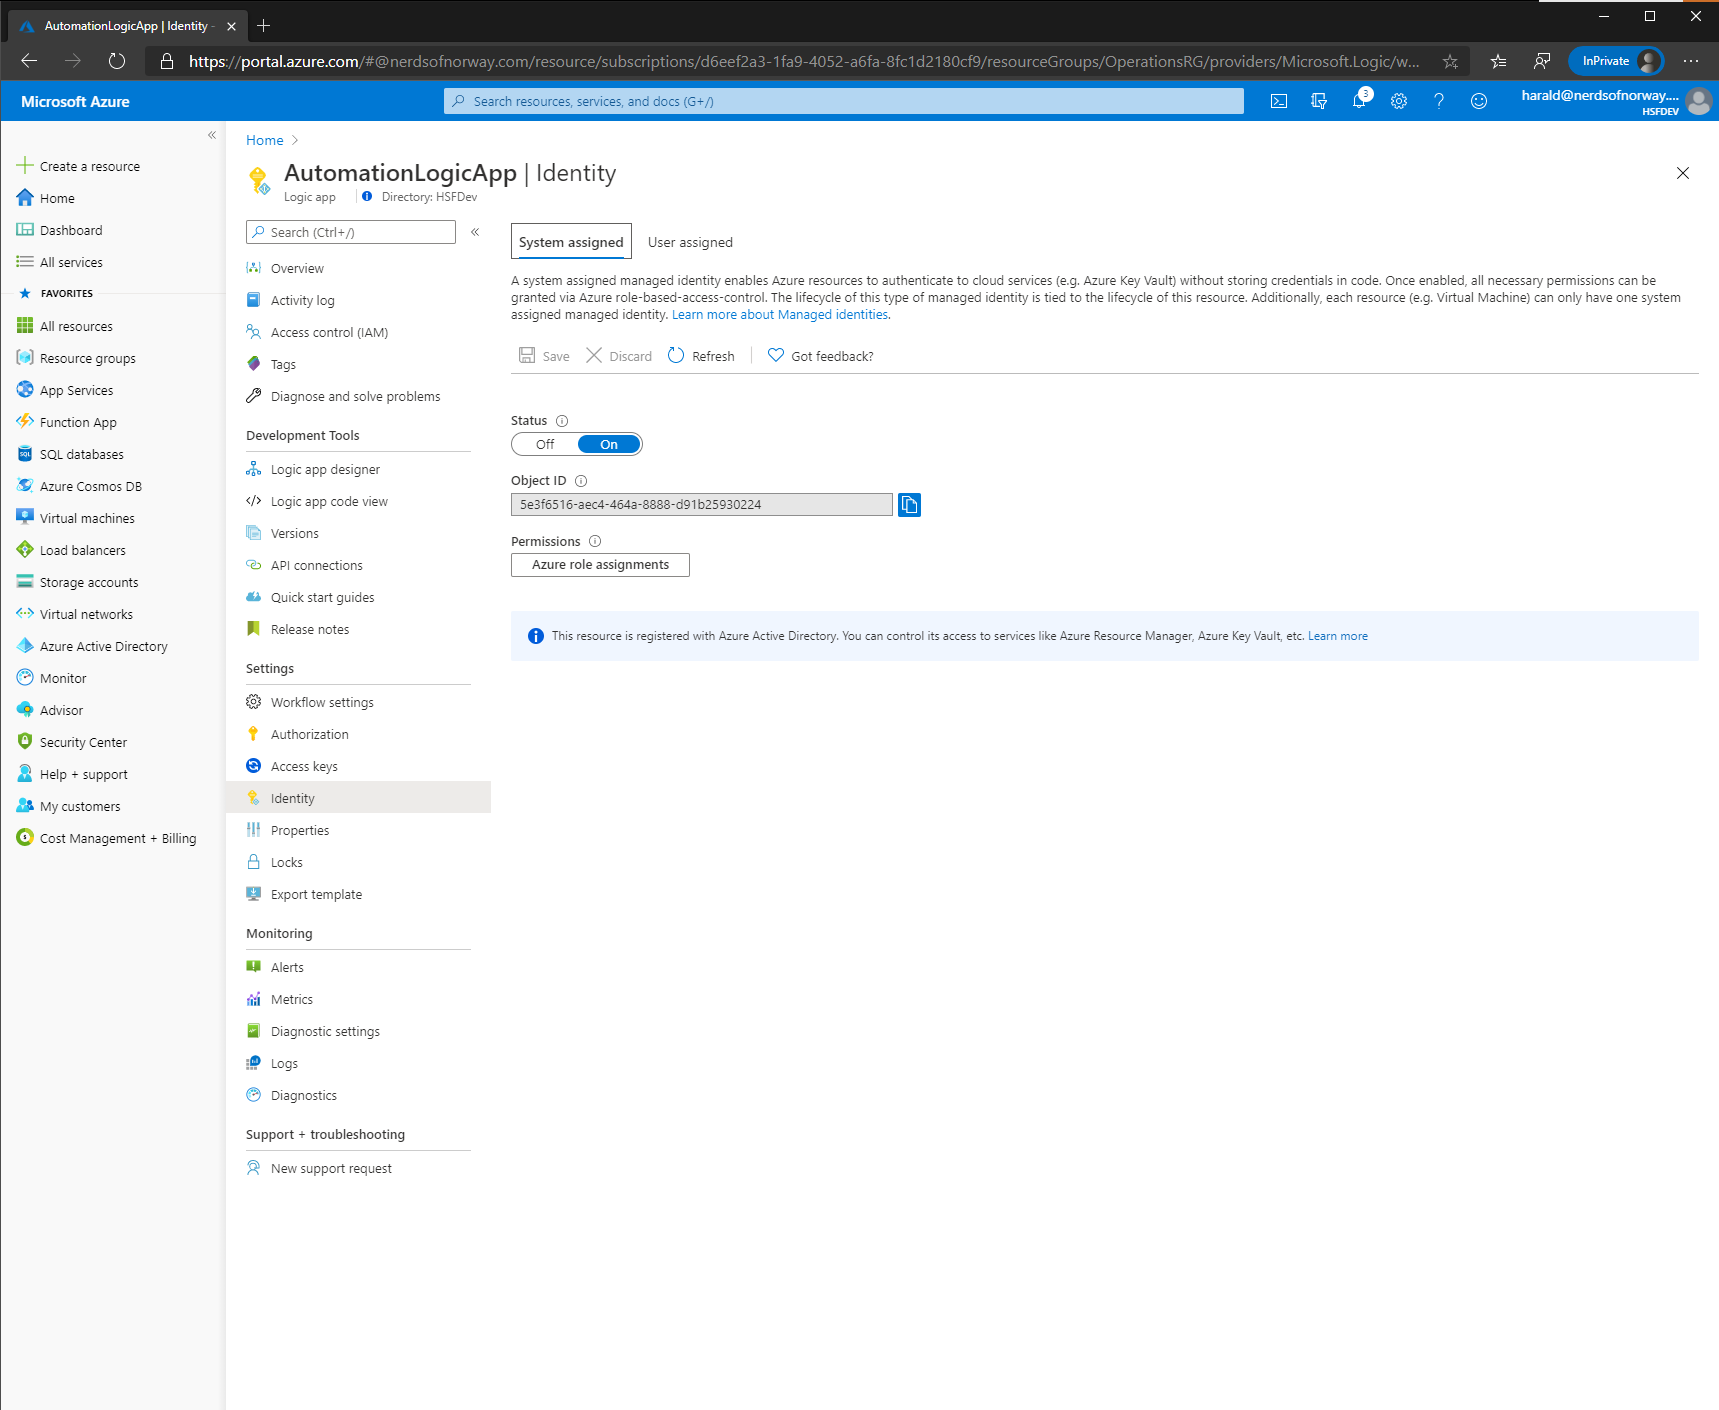 AutomationLogicApp | Identity -
https://portal.azure.com/#@nerdsofnorway.com/resource/subscriptions/d6eef2a3-1fa9-4052-a6fa-8fc1d2180cf9/resourceGroups/OperationsRG/providers/Microsoft.Logic/w...
InPrivate
Microsoft Azure
Search resources, services, and docs (G+/)
3
harald@nerdsofnorway....
HSFDEV
Create a resource
Home
Dashboard
All services
FAVORITES
All resources
Resource groups
App Services
Function App
SQL databases
Azure Cosmos DB
Virtual machines
Load balancers
Storage accounts
Virtual networks
Azure Active Directory
Monitor
Advisor
Security Center
Help + support
My customers
Cost Management + Billing
Home
AutomationLogicApp | Identity
Logic app
Directory: HSFDev
Search (Ctrl+/)
Overview
Activity log
Access control (IAM)
Tags
Diagnose and solve problems
Development Tools
Logic app designer
Logic app code view
Versions
API connections
Quick start guides
Release notes
Settings
Workflow settings
Authorization
Access keys
Identity
Properties
Locks
Export template
Monitoring
Alerts
Metrics
Diagnostic settings
Logs
Diagnostics
Support + troubleshooting
New support request
System assigned User assigned
A system assigned managed identity enables Azure resources to authenticate to cloud services (e.g. Azure Key Vault) without storing credentials in code. Once enabled, all necessary permissions can be
granted via Azure role-based-access-control. The lifecycle of this type of managed identity is tied to the lifecycle of this resource. Additionally, each resource (e.g. Virtual Machine) can only have one system
assigned managed identity. Learn more about Managed identities.
Save Discard Refresh Got feedback?
Status
Off On
Object ID
5e3f6516-aec4-464a-8888-d91b25930224
Permissions
Azure role assignments
This resource is registered with Azure Active Directory. You can control its access to services like Azure Resource Manager, Azure Key Vault, etc. Learn more